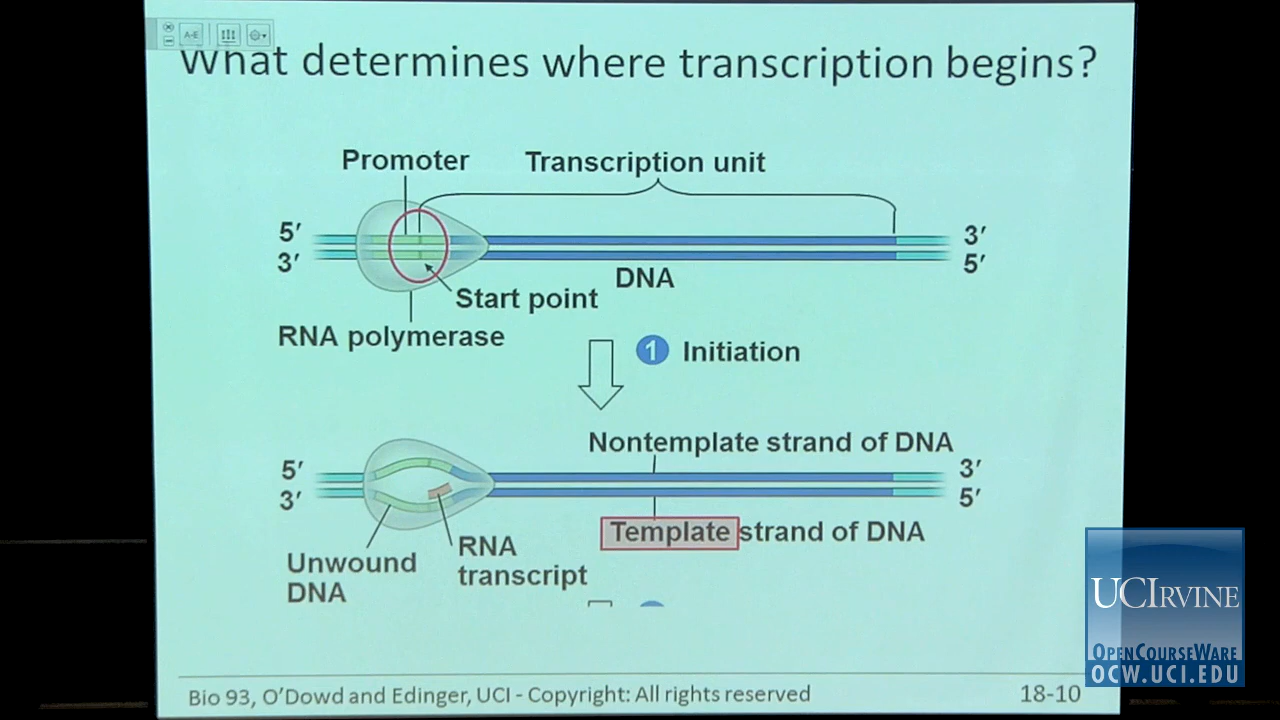 A-E
What determines where transcription begins?
Promoter
Transcription unit
5′
3′
3′
5′
DNA
Start point
RNA polymerase
1 Initiation
Nontemplate strand of DNA
5′
3′
3′
5′
Template strand of DNA
RNA
transcript
Unwound
DNA
UCIRVINE
OPENCOURSEWARE
OCW.UCI.EDU
Bio 93, O’Dowd and Edinger, UCI - Copyright: All rights reserved
18-10